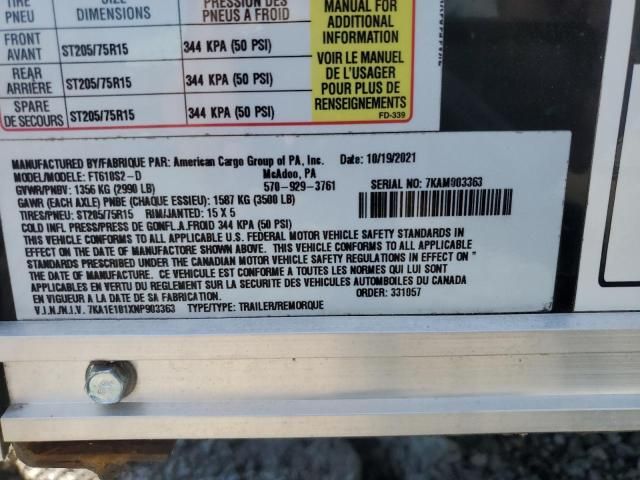 TIRE PNEU
SIZE DIMENSIONS
PRESSION DES PNEUS A FROID
FRONT AVANT ST205/75R15 344 KPA (50 PSI)
REAR ARRIÈRE ST205/75R15 344 KPA (50 PSI)
SPARE DE SECOURS ST205/75R15 344 KPA (50 PSI)
MANUAL FOR
ADDITIONAL
INFORMATION
VOIR LE MANUEL
DE L'USAGER
POUR PLUS DE
RENSEIGNEMENTS
FD-339
MANUFACTURED BY/FABRIQUE PAR: American Cargo Group of PA, Inc. Date: 10/19/2021
MODEL/MODELE: FT610S2-D McAdoo, PA
GVWR/PNBV: 1356 KG (2990 LB) 570-929-3761 SERIAL NO: 7KAM903363
GAWR (EACH AXLE) PNBE (CHAQUE ESSIEU): 1587 KG (3500 LB)
TIRES/PNEU: ST205/75R15 RIM/JANTES: 15 X 5
COLD INFL PRESS/PRESS DE GONFL.A.FROID 344 KPA (50 PSI)
THIS VEHICLE CONFORMS TO ALL APPLICABLE U.S. FEDERAL MOTOR VEHICLE SAFETY STANDARDS IN
EFFECT ON THE DATE OF MANUFACTORE SHOWN ABOVE. THIS VEHICLE CONFORMS TO ALL APPLICABLE
STANDARDS PRESCRIBED UNDER THE CANADIAN MOTOR VEHICLE SAFETY REGULATIONS IN EFFECT ON
THE DATE OF MANUFACTURE. CE VEHICULE EST CONFORME A TOUTES LES NORMES QUI LUI SONT
APPLICABLES EN VERTU DU REGLEMENT SUR LA SECURITE DES VEHICULES AUTOMBOILES DU CANADA
EN VIGUEUR A LA DATE DE SA FABRICATION. ORDER: 331057
V.I.N./N.I.V. 7KA1E181XNP903363 TYPE/TYPE: TRAILER/REMORQUE